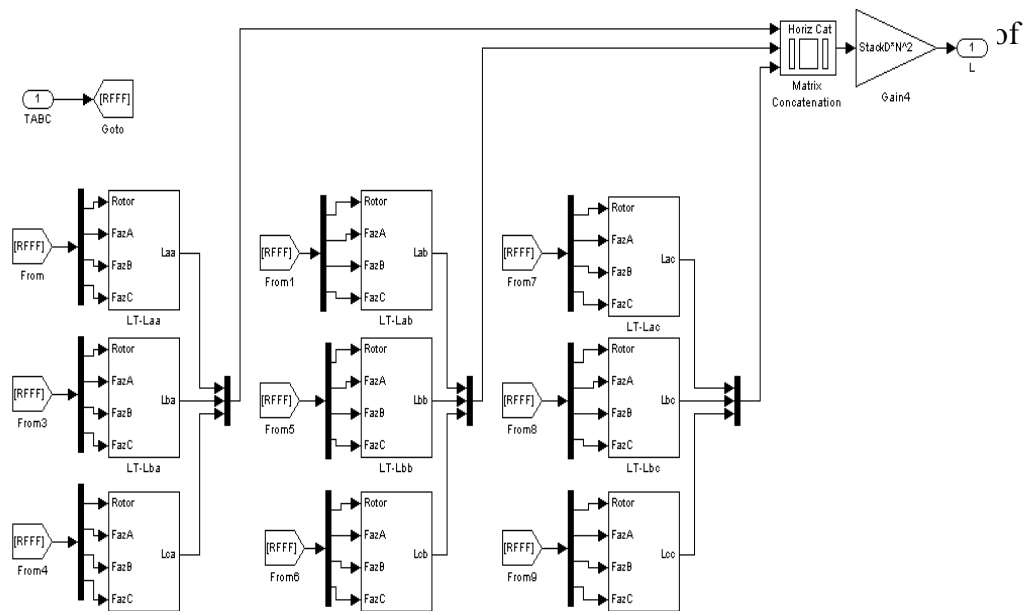 Horiz Cat
Matrix
Concatenation
StackD*N^2
Gain4
1
L
of
1
TABC
[RFFF]
Goto
[RFFF]
From
Rotor
FazA
FazB
FazC
Laa
LT-Laa
[RFFF]
From1
Rotor
FazA
FazB
FazC
Lab
LT-Lab
[RFFF]
From7
Rotor
FazA
FazB
FazC
Lac
LT-Lac
[RFFF]
From3
Rotor
FazA
FazB
FazC
Lba
LT-Lba
[RFFF]
From5
Rotor
FazA
FazB
FazC
Lbb
LT-Lbb
[RFFF]
From8
Rotor
FazA
FazB
FazC
Lbc
LT-Lbc
[RFFF]
From4
Rotor
FazA
FazB
FazC
Lca
[RFFF]
From6
Rotor
FazA
FazB
FazC
Lcb
[RFFF]
From9
Rotor
FazA
FazB
FazC
Lcc